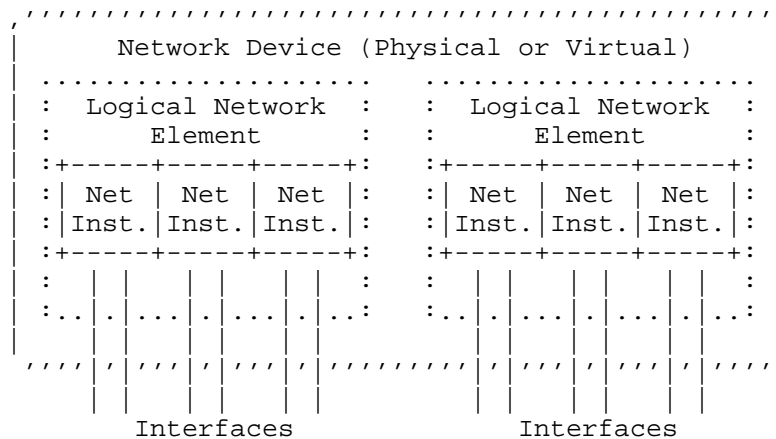 Network Device (Physical or Virtual)
Logical Network Logical Network
Element Element
Net Net Net Net Net Net
Inst. Inst. Inst. Inst. Inst. Inst.
Interfaces Interfaces